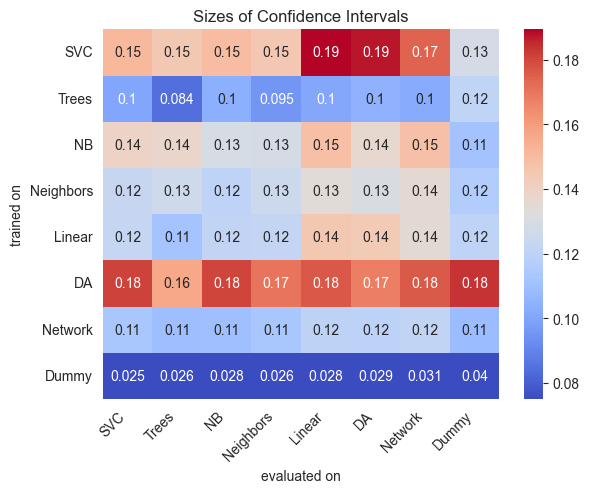 Sizes of Confidence Intervals
trained on
SVC 0.15 0.15 0.15 0.15 0.19 0.19 0.17 0.13
Trees 0.1 0.084 0.1 0.095 0.1 0.1 0.1 0.12
NB 0.14 0.14 0.13 0.13 0.15 0.14 0.15 0.11
Neighbors 0.12 0.13 0.12 0.13 0.13 0.13 0.14 0.12
Linear 0.12 0.11 0.12 0.12 0.14 0.14 0.14 0.12
DA 0.18 0.16 0.18 0.17 0.18 0.17 0.18 0.18
Network 0.11 0.11 0.11 0.11 0.12 0.12 0.12 0.11
Dummy 0.025 0.026 0.028 0.026 0.028 0.029 0.031 0.04
SVC Trees NB Neighbors Linear DA Network Dummy
evaluated on
0.18
0.16
0.14
0.12
0.10
0.08